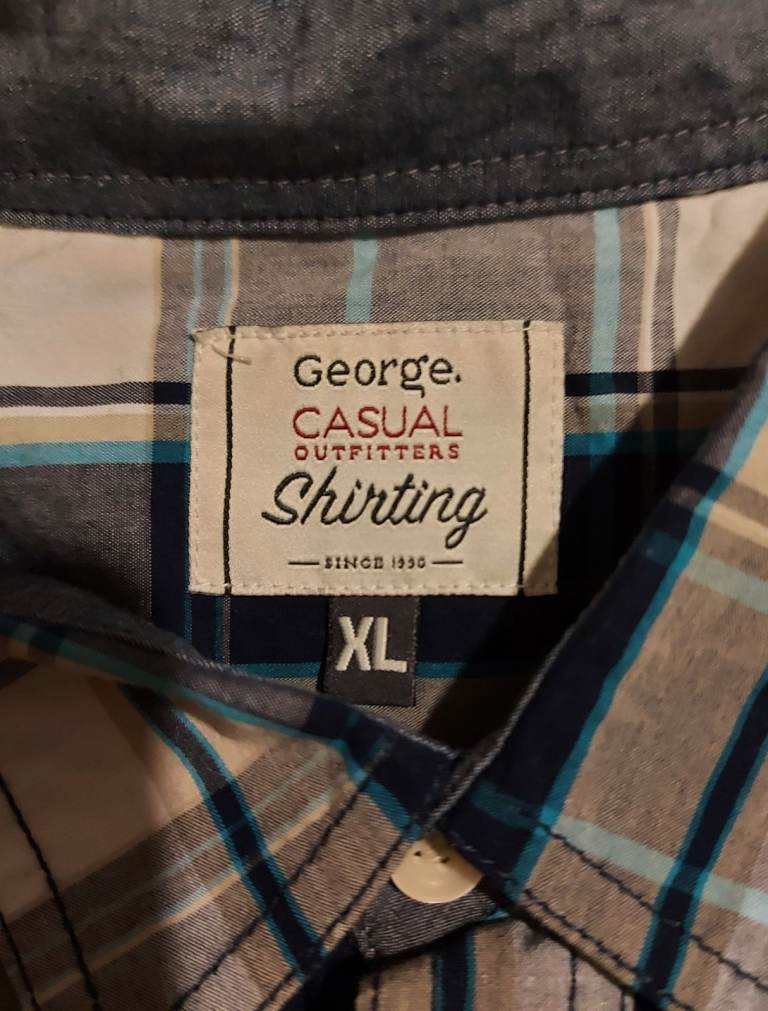 George.
CASUAL
OUTFITTERS
Shirting
SINCE 1990
XL